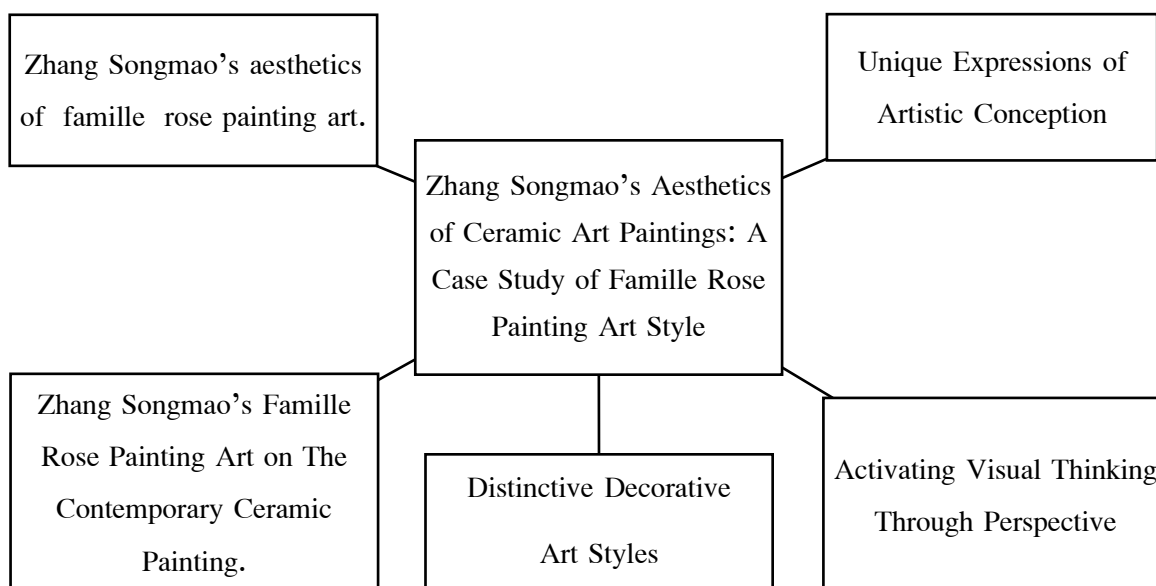 Zhang Songmao’s aesthetics
of famille rose painting art.
Unique Expressions of
Artistic Conception
Zhang Songmao’s Aesthetics
of Ceramic Art Paintings: A
Case Study of Famille Rose
Painting Art Style
Zhang Songmao’s Famille
Rose Painting Art on The
Contemporary Ceramic
Painting.
Distinctive Decorative
Art Styles
Activating Visual Thinking
Through Perspective